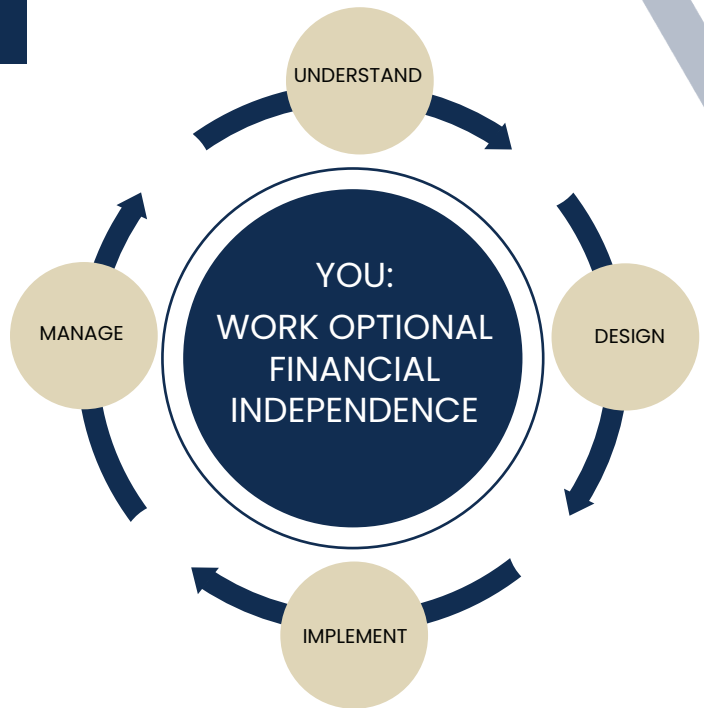 UNDERSTAND
YOU:
WORK OPTIONAL
FINANCIAL
INDEPENDENCE
MANAGE
DESIGN
IMPLEMENT